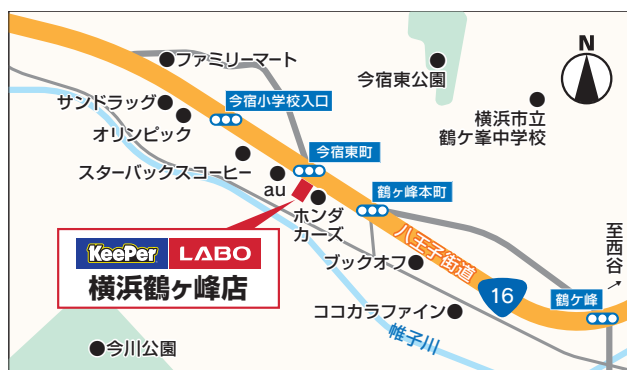 ファミリーマート
今宿東公園
N
サンドラッグ
今宿小学校入口
オリンピック
横浜市立
鶴ケ峯中学校
今宿東町
スターバックスコーヒー
au
鶴ヶ峰本町
ホンダ
カーズ
八王子街道
至西谷
KeePer LABO
横浜鶴ヶ峰店
ブックオフ
16
鶴ケ峰
ココカラファイン
帷子川
今川公園